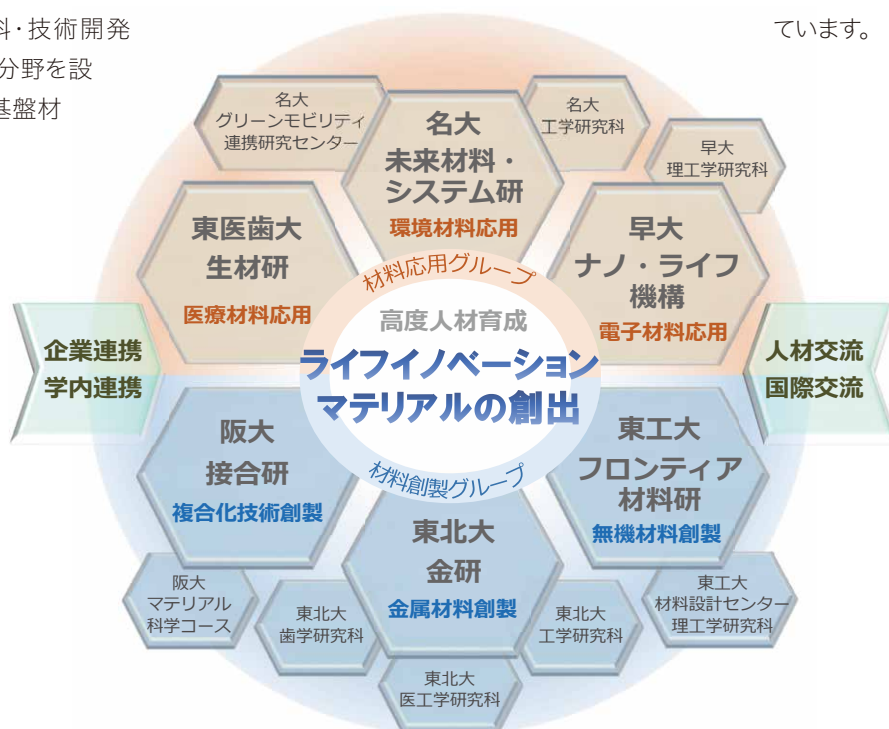 料・技術開発
分野を設
基盤材
ています。
名大
グリーンモビリティ
連携研究センター
名大
未来材料・
システム研
環境材料応用
名大
工学研究科
早大
理工学研究科
東医歯大
生材研
医療材料応用
早大
ナノ・ライフ
機構
電子材料応用
材料応用グループ
高度人材育成
ライフイノベーション
マテリアルの創出
材料創製グループ
企業連携
学内連携
人材交流
国際交流
阪大
接合研
複合化技術創製
東北大
金研
金属材料創製
東工大
フロンティア
材料研
無機材料創製
阪大
マテリアル
科学コース
東北大
歯学研究科
東北大
医工学研究科
東北大
工学研究科
東工大
材料設計センター
理工学研究科